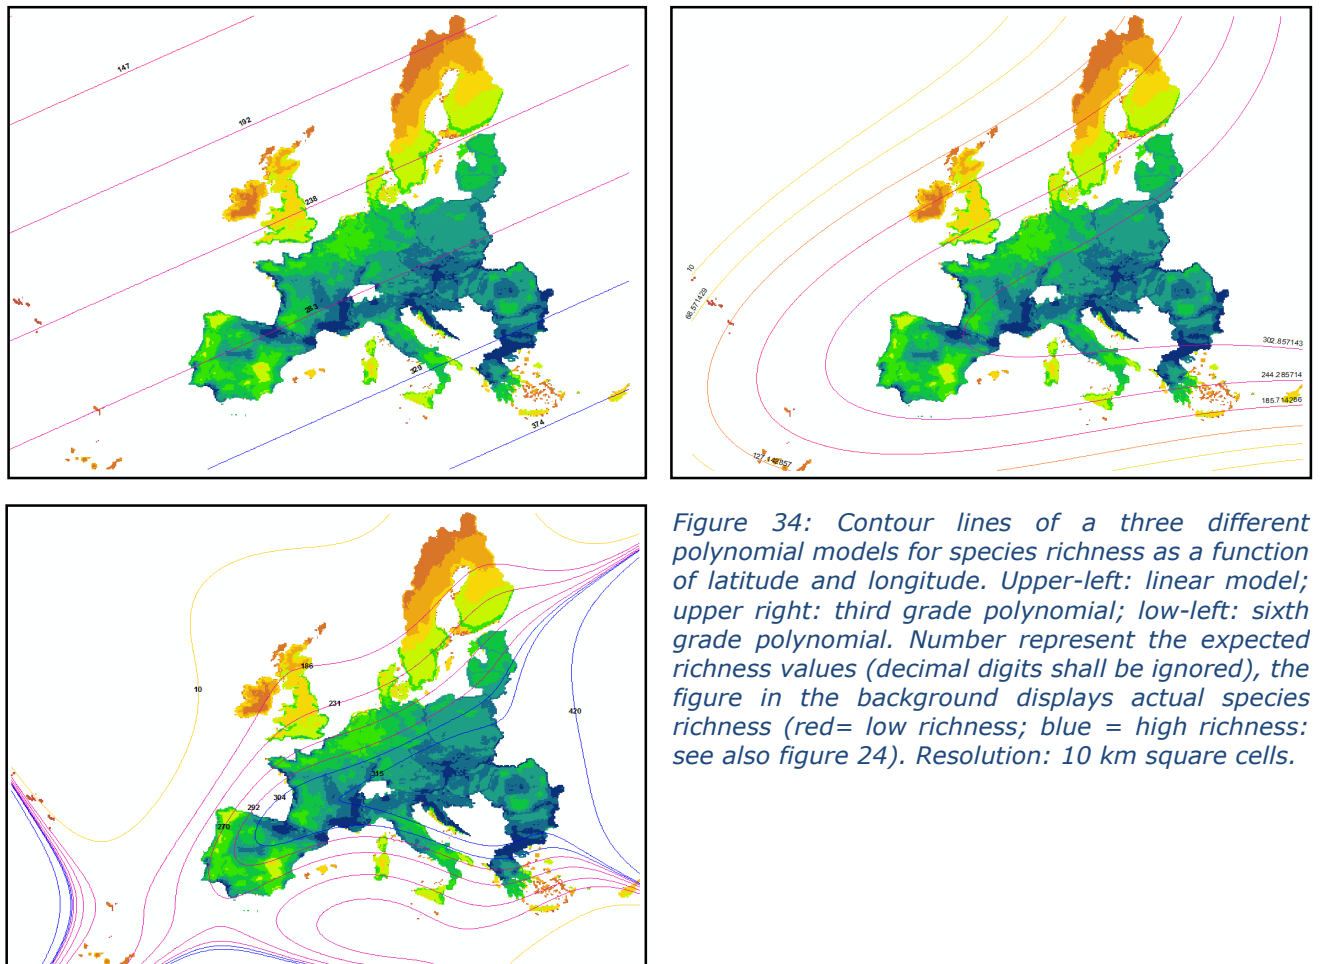 147
192
238
283
329
374
10
68.571429
302.857143
244.285714
185.714286
127.142857
10
186
231
420
315
304
292
270
Figure 34: Contour lines of a three different
polynomial models for species richness as a function
of latitude and longitude. Upper-left: linear model;
upper right: third grade polynomial; low-left: sixth
grade polynomial. Number represent the expected
richness values (decimal digits shall be ignored), the
figure in the background displays actual species
richness (red= low richness; blue = high richness:
see also figure 24). Resolution: 10 km square cells.